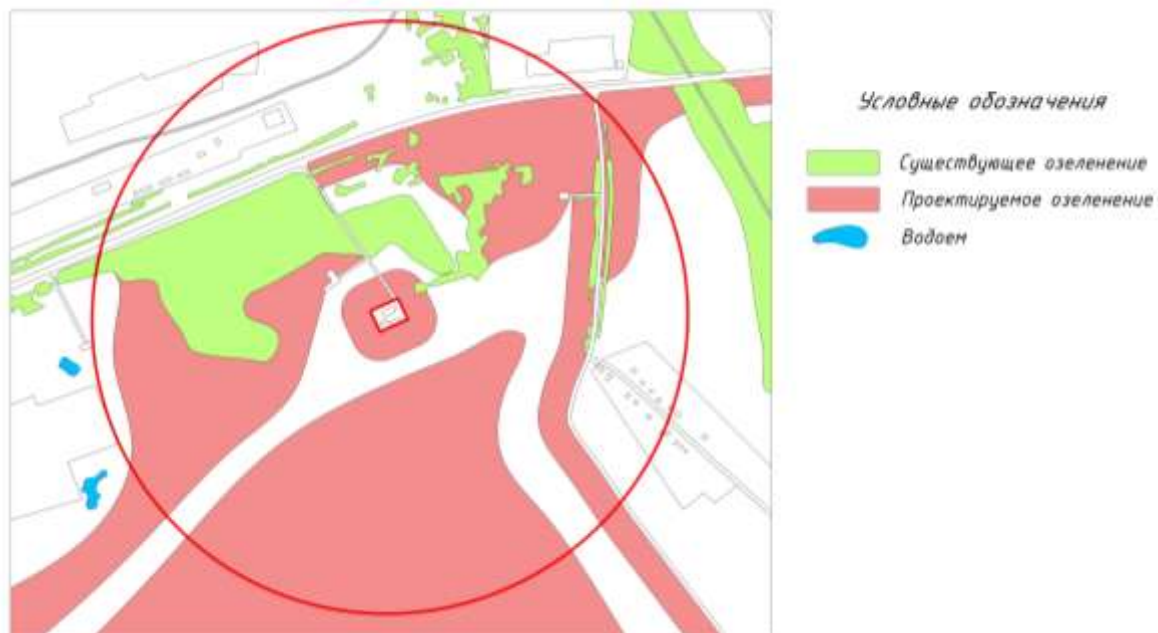 Условные обозначения
Существующее озеленение
Проектируемое озеленение
Водоем